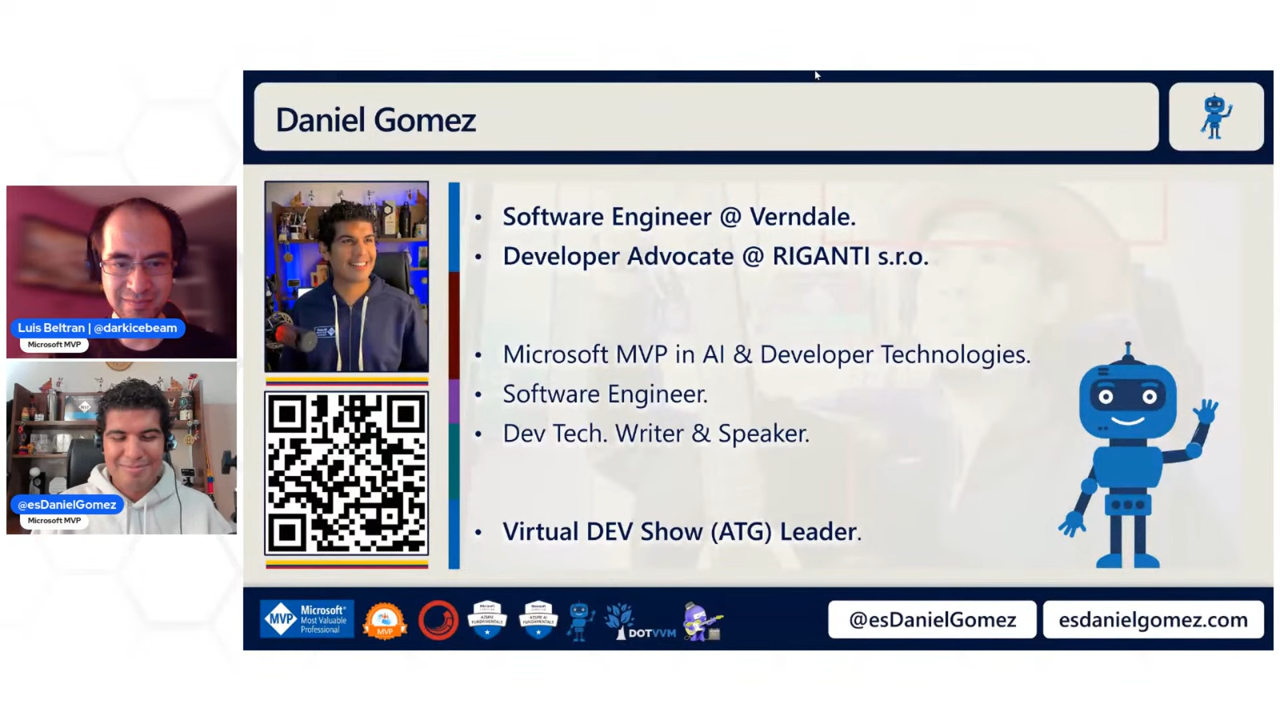 Daniel Gomez
Luis Beltran | @darkicebeam
Microsoft MVP
@esDanielGomez
Microsoft MVP
• Software Engineer @ Verndale.
• Developer Advocate @ RIGANTI s.r.o.
• Microsoft MVP in AI & Developer Technologies.
• Software Engineer.
• Dev Tech. Writer & Speaker.
• Virtual DEV Show (ATG) Leader.
MVP
Microsoft®
Most Valuable
Professional
MVP
DOTVVM
@esDanielGomez
esdanielgomez.com